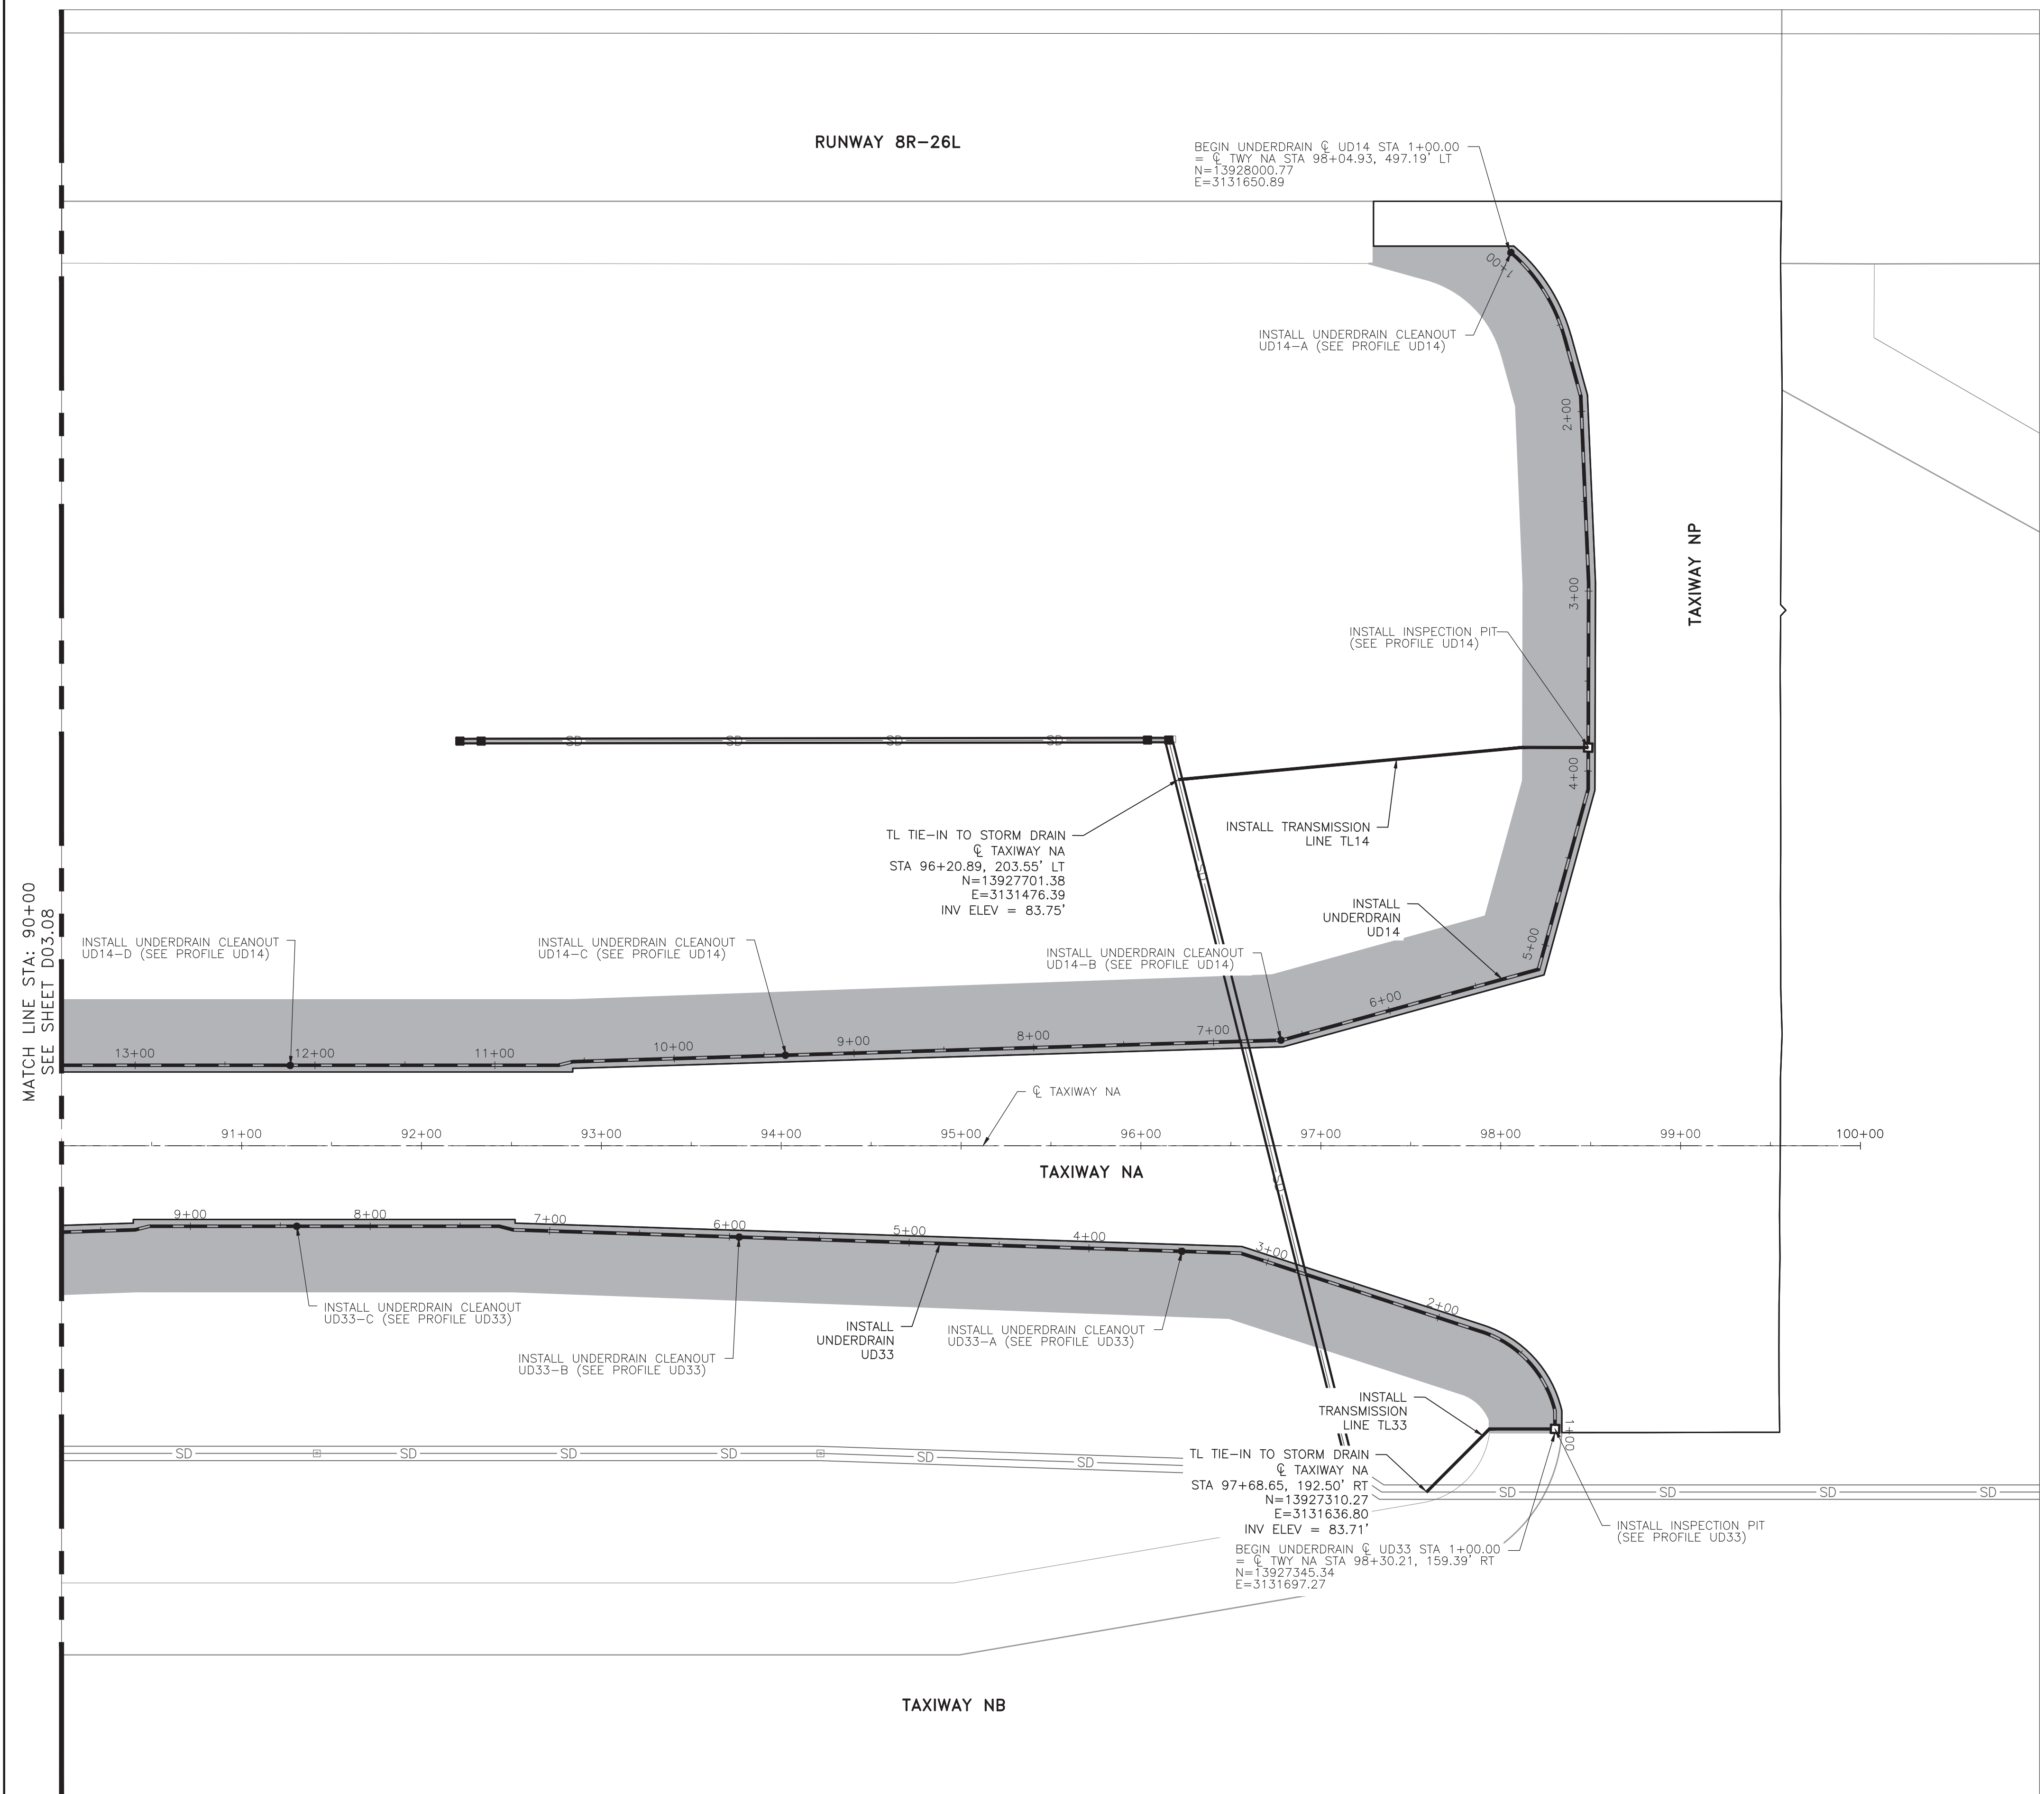 RUNWAY 8R-26L
BEGIN UNDERDRAIN ℄ UD14 STA 1+00.00
= ℄ TWY NA STA 98+04.93, 497.19' LT
N=13928000.77
E=3131650.89
1+00
INSTALL UNDERDRAIN CLEANOUT
UD14-A (SEE PROFILE UD14)
2+00
TAXIWAY NP
3+00
INSTALL INSPECTION PIT
(SEE PROFILE UD14)
SD SD SD SD
4+00
TL TIE-IN TO STORM DRAIN
℄ TAXIWAY NA
STA 96+20.89, 203.55' LT
N=13927701.38
E=3131476.39
INV ELEV = 83.75'
INSTALL TRANSMISSION
LINE TL14
SD
INSTALL
UNDERDRAIN
UD14
MATCH LINE STA: 90+00
SEE SHEET D03.08
INSTALL UNDERDRAIN CLEANOUT
UD14-D (SEE PROFILE UD14)
INSTALL UNDERDRAIN CLEANOUT
UD14-C (SEE PROFILE UD14)
INSTALL UNDERDRAIN CLEANOUT
UD14-B (SEE PROFILE UD14)
5+00
13+00 12+00 11+00 10+00 9+00 8+00 7+00 6+00
℄ TAXIWAY NA
91+00 92+00 93+00 94+00 95+00 96+00 97+00 98+00 99+00 100+00
TAXIWAY NA
SD
9+00 8+00 7+00 6+00 5+00 4+00 3+00 2+00
INSTALL UNDERDRAIN CLEANOUT
UD33-C (SEE PROFILE UD33)
INSTALL UNDERDRAIN CLEANOUT
UD33-B (SEE PROFILE UD33)
INSTALL
UNDERDRAIN
UD33
INSTALL UNDERDRAIN CLEANOUT
UD33-A (SEE PROFILE UD33)
INSTALL
TRANSMISSION
LINE TL33
1+00
SD SD SD SD SD SD
TL TIE-IN TO STORM DRAIN
℄ TAXIWAY NA
STA 97+68.65, 192.50' RT
N=13927310.27
E=3131636.80
INV ELEV = 83.71'
SD SD SD SD
INSTALL INSPECTION PIT
(SEE PROFILE UD33)
BEGIN UNDERDRAIN ℄ UD33 STA 1+00.00
= ℄ TWY NA STA 98+30.21, 159.39' RT
N=13927345.34
E=3131697.27
TAXIWAY NB